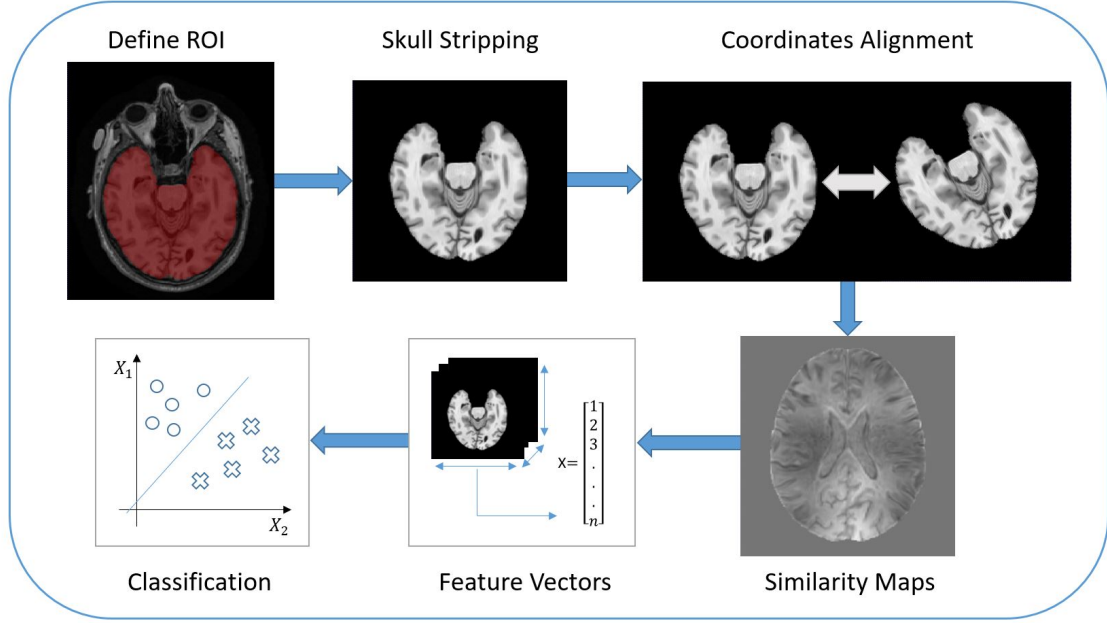 Define ROI
Skull Stripping
Coordinates Alignment
X₁
X₂
X=
1
2
3
.
.
.
n
Classification
Feature Vectors
Similarity Maps